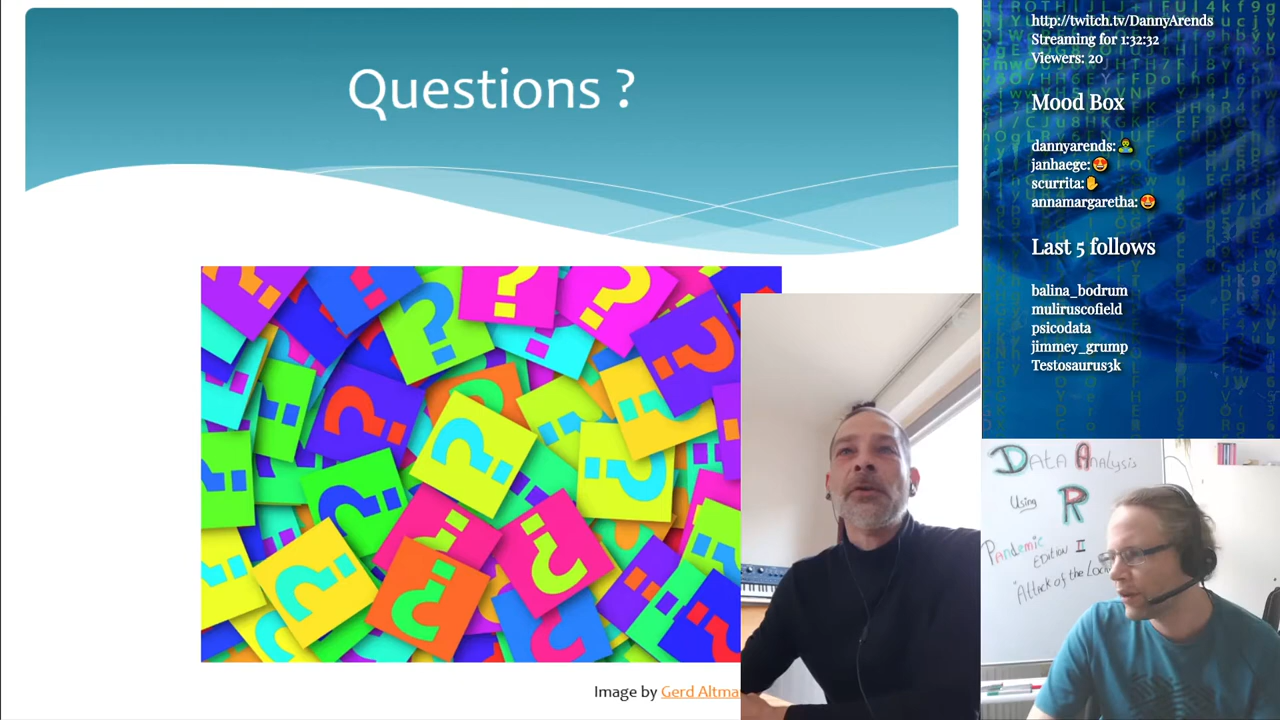 Questions ?
Image by Gerd Altma
http://twitch.tv/DannyArends
Streaming for 1:32:32
Viewers: 20
Mood Box
dannyarends:
janhaege:
scurrita:
annamargaretha:
Last 5 follows
balina_bodrum
muliruscofield
psicodata
jimmey_grump
Testosaurus3k
Data Analysis
Using
R
Pandemic
Edition II
Attack of the